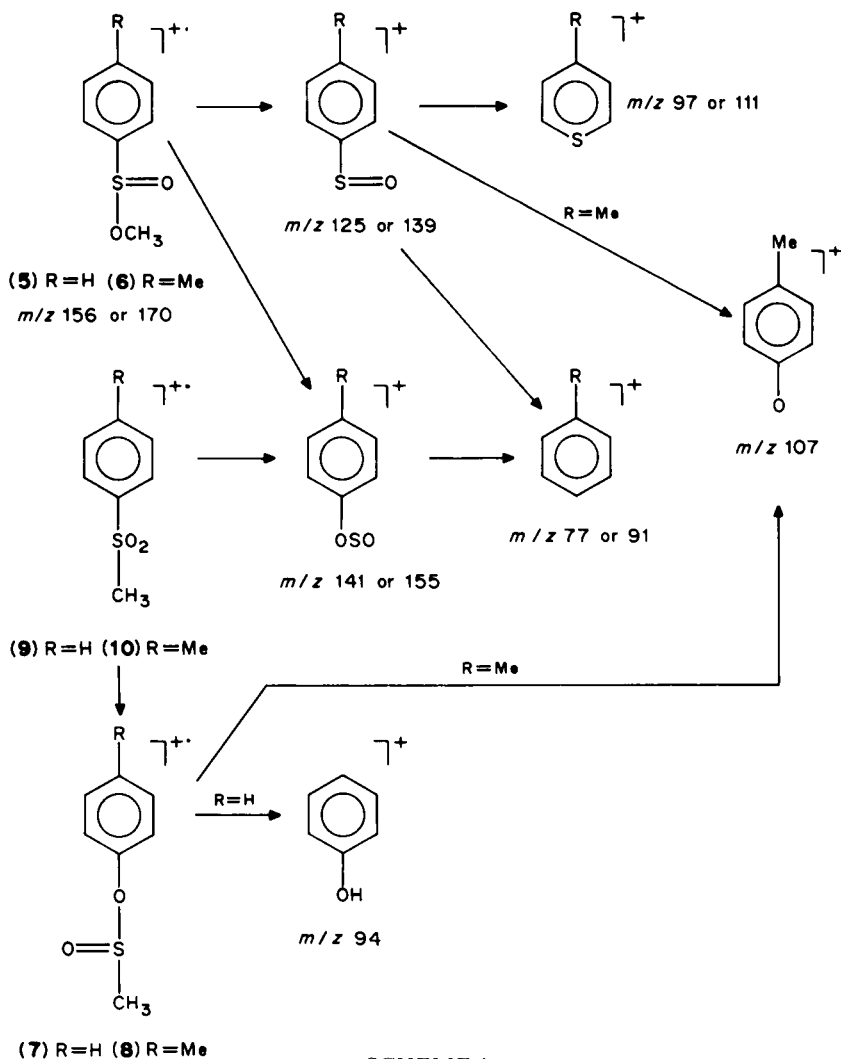 R ⌉+·
R ⌉+
R ⌉+
S=O
OCH3
S=O
S
m/z 97 or 111
m/z 125 or 139
R=Me
(5) R=H (6) R=Me
m/z 156 or 170
Me ⌉+
O
m/z 107
R ⌉+·
R ⌉+
R ⌉+
SO2
CH3
OSO
m/z 141 or 155
m/z 77 or 91
(9) R=H (10) R=Me
R=Me
R ⌉+·
⌉+
R=H
O
O=S
CH3
OH
m/z 94
(7) R=H (8) R=Me